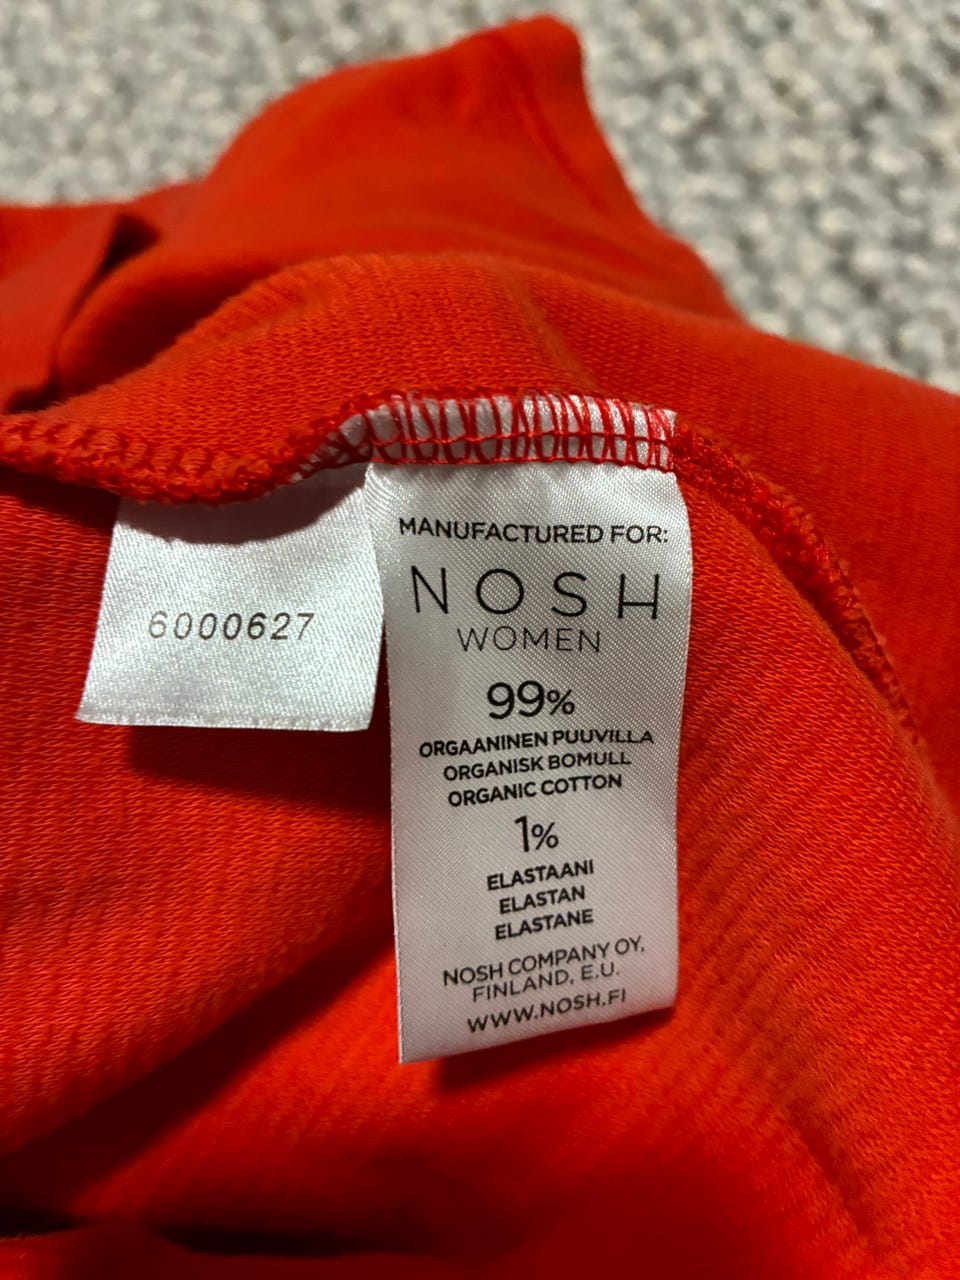 6000627
MANUFACTURED FOR:
NOSH
WOMEN
99%
ORGAANINEN PUUVILLA
ORGANISK BOMULL
ORGANIC COTTON
1%
ELASTAANI
ELASTAN
ELASTANE
NOSH COMPANY OY,
FINLAND, E.U.
WWW.NOSH.FI